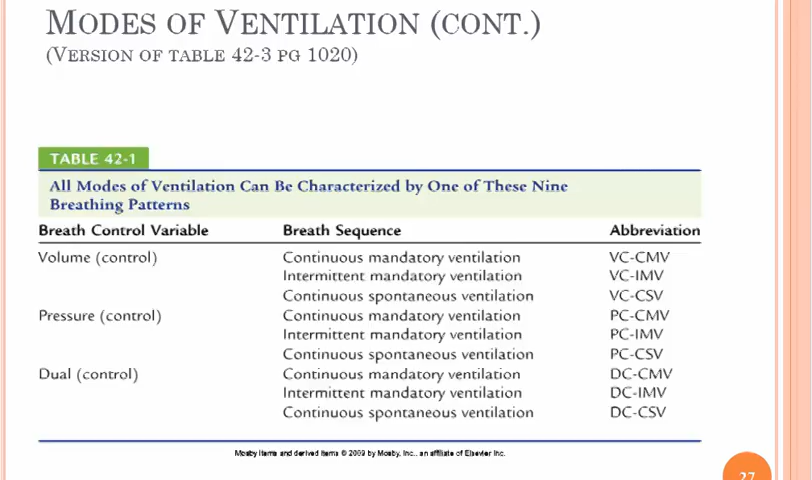 MODES OF VENTILATION (CONT.)
(VERSION OF TABLE 42-3 PG 1020)
TABLE 42-1
All Modes of Ventilation Can Be Characterized by One of These Nine
Breathing Patterns
Breath Control Variable Breath Sequence Abbreviation
Volume (control) Continuous mandatory ventilation VC-CMV
Intermittent mandatory ventilation VC-IMV
Continuous spontaneous ventilation VC-CSV
Pressure (control) Continuous mandatory ventilation PC-CMV
Intermittent mandatory ventilation PC-IMV
Continuous spontaneous ventilation PC-CSV
Dual (control) Continuous mandatory ventilation DC-CMV
Intermittent mandatory ventilation DC-IMV
Continuous spontaneous ventilation DC-CSV
Mosby items and derived items © 2009 by Mosby, Inc., an affiliate of Elsevier Inc.
27